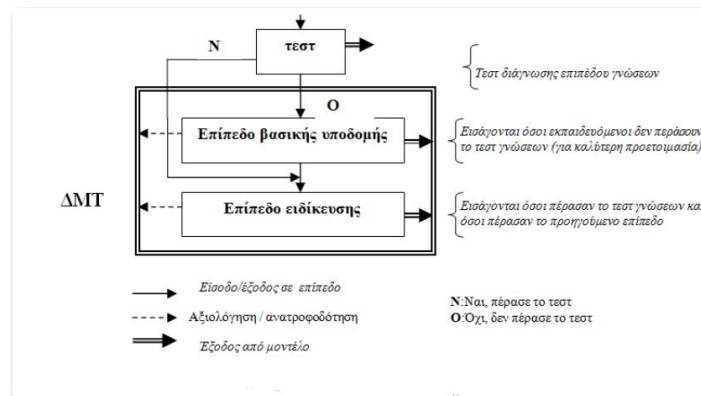 N
τεστ
Τεστ διάγνωσης επιπέδου γνώσεων
Ο
Επίπεδο βασικής υποδομής
Εισάγονται όσοι εκπαιδευόμενοι δεν περάσουν
το τεστ γνώσεων (για καλύτερη προετοιμασία)
ΔΜΤ
Επίπεδο ειδίκευσης
Εισάγονται όσοι πέρασαν το τεστ γνώσεων και
όσοι πέρασαν το προηγούμενο επίπεδο
Είσοδο/έξοδος σε επίπεδο
Αξιολόγηση / ανατροφοδότηση
Έξοδος από μοντέλο
Ν:Ναι, πέρασε το τεστ
Ο:Όχι, δεν πέρασε το τεστ